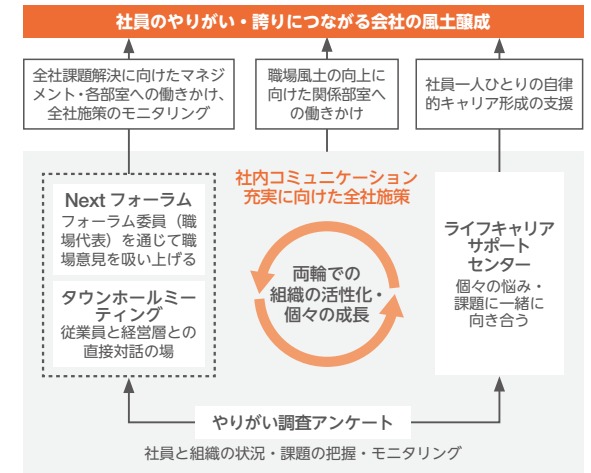 社員のやりがい・誇りにつながる会社の風土醸成
全社課題解決に向けたマネジ
メント・各部室への働きかけ、
全社施策のモニタリング
職場風土の向上に
向けた関係部室へ
の働きかけ
社員一人ひとりの自律
的キャリア形成の支援
社内コミュニケーション
充実に向けた全社施策
Next フォーラム
フォーラム委員（職
場代表）を通じて職
場意見を吸い上げる
タウンホールミー
ティング
従業員と経営層との
直接対話の場
両輪での
組織の活性化・
個々の成長
ライフキャリア
サポート
センター
個々の悩み・
課題に一緒に
向き合う
やりがい調査アンケート
社員と組織の状況・課題の把握・モニタリング